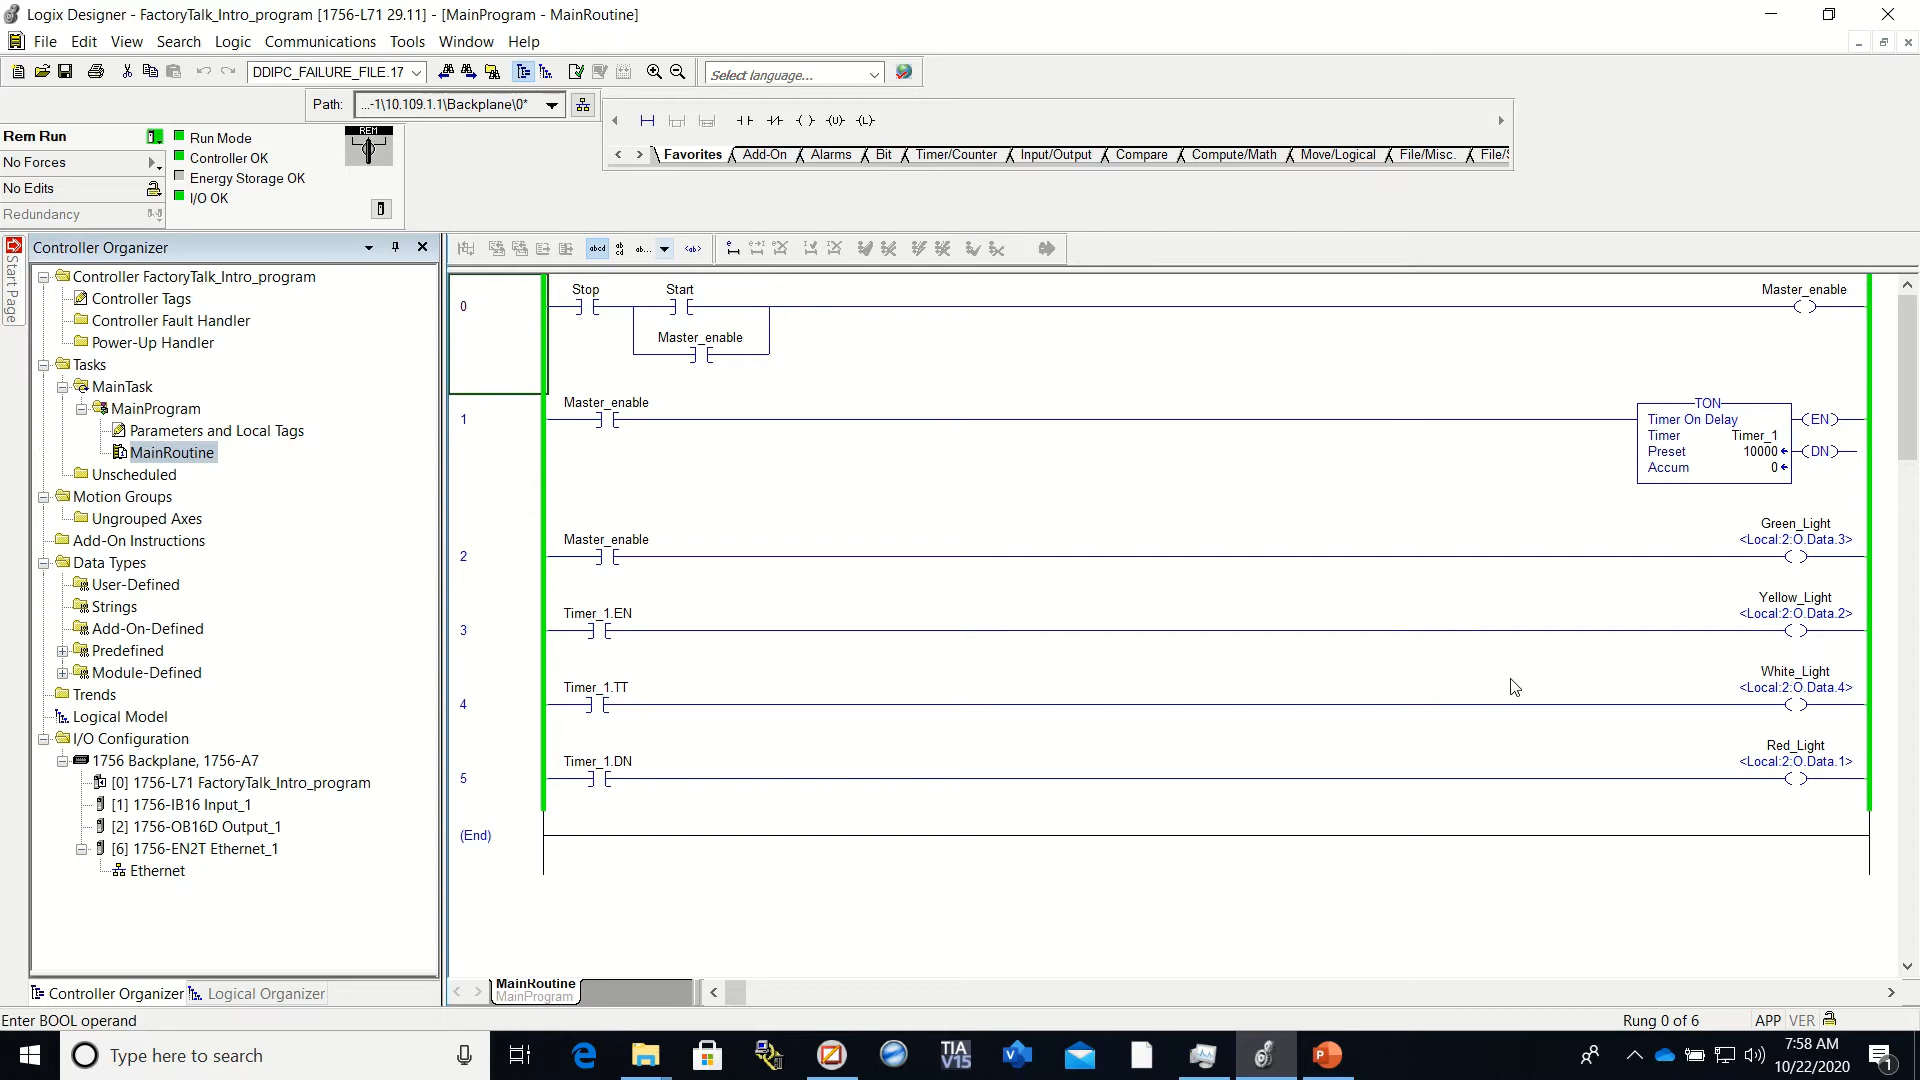 Logix Designer - FactoryTalk_Intro_program [1756-L71 29.11] - [MainProgram - MainRoutine]
File Edit View Search Logic Communications Tools Window Help
DDIPC_FAILURE_FILE.17
Select language...
Path: ...-1\10.109.1.1\Backplane\0*
Rem Run
No Forces
No Edits
Redundancy
Run Mode
Controller OK
Energy Storage OK
I/O OK
REM
Favorites Add-On Alarms Bit Timer/Counter Input/Output Compare Compute/Math Move/Logical File/Misc. File/
Start Page
Controller Organizer
Controller FactoryTalk_Intro_program
Controller Tags
Controller Fault Handler
Power-Up Handler
Tasks
MainTask
MainProgram
Parameters and Local Tags
MainRoutine
Unscheduled
Motion Groups
Ungrouped Axes
Add-On Instructions
Data Types
User-Defined
Strings
Add-On-Defined
Predefined
Module-Defined
Trends
Logical Model
I/O Configuration
1756 Backplane, 1756-A7
[0] 1756-L71 FactoryTalk_Intro_program
[1] 1756-IB16 Input_1
[2] 1756-OB16D Output_1
[6] 1756-EN2T Ethernet_1
Ethernet
Controller Organizer Logical Organizer
Stop Start Master_enable
0
Master_enable
Master_enable
1
TON
Timer On Delay
Timer Timer_1
Preset 10000
Accum 0
EN
DN
Green_Light
Master_enable <Local:2:O.Data.3>
2
Yellow_Light
Timer_1.EN <Local:2:O.Data.2>
3
White_Light
Timer_1.TT <Local:2:O.Data.4>
4
Red_Light
Timer_1.DN <Local:2:O.Data.1>
5
(End)
MainRoutine
MainProgram
Enter BOOL operand
Rung 0 of 6 APP VER
Type here to search
TIA
V15
7:58 AM
10/22/2020
1